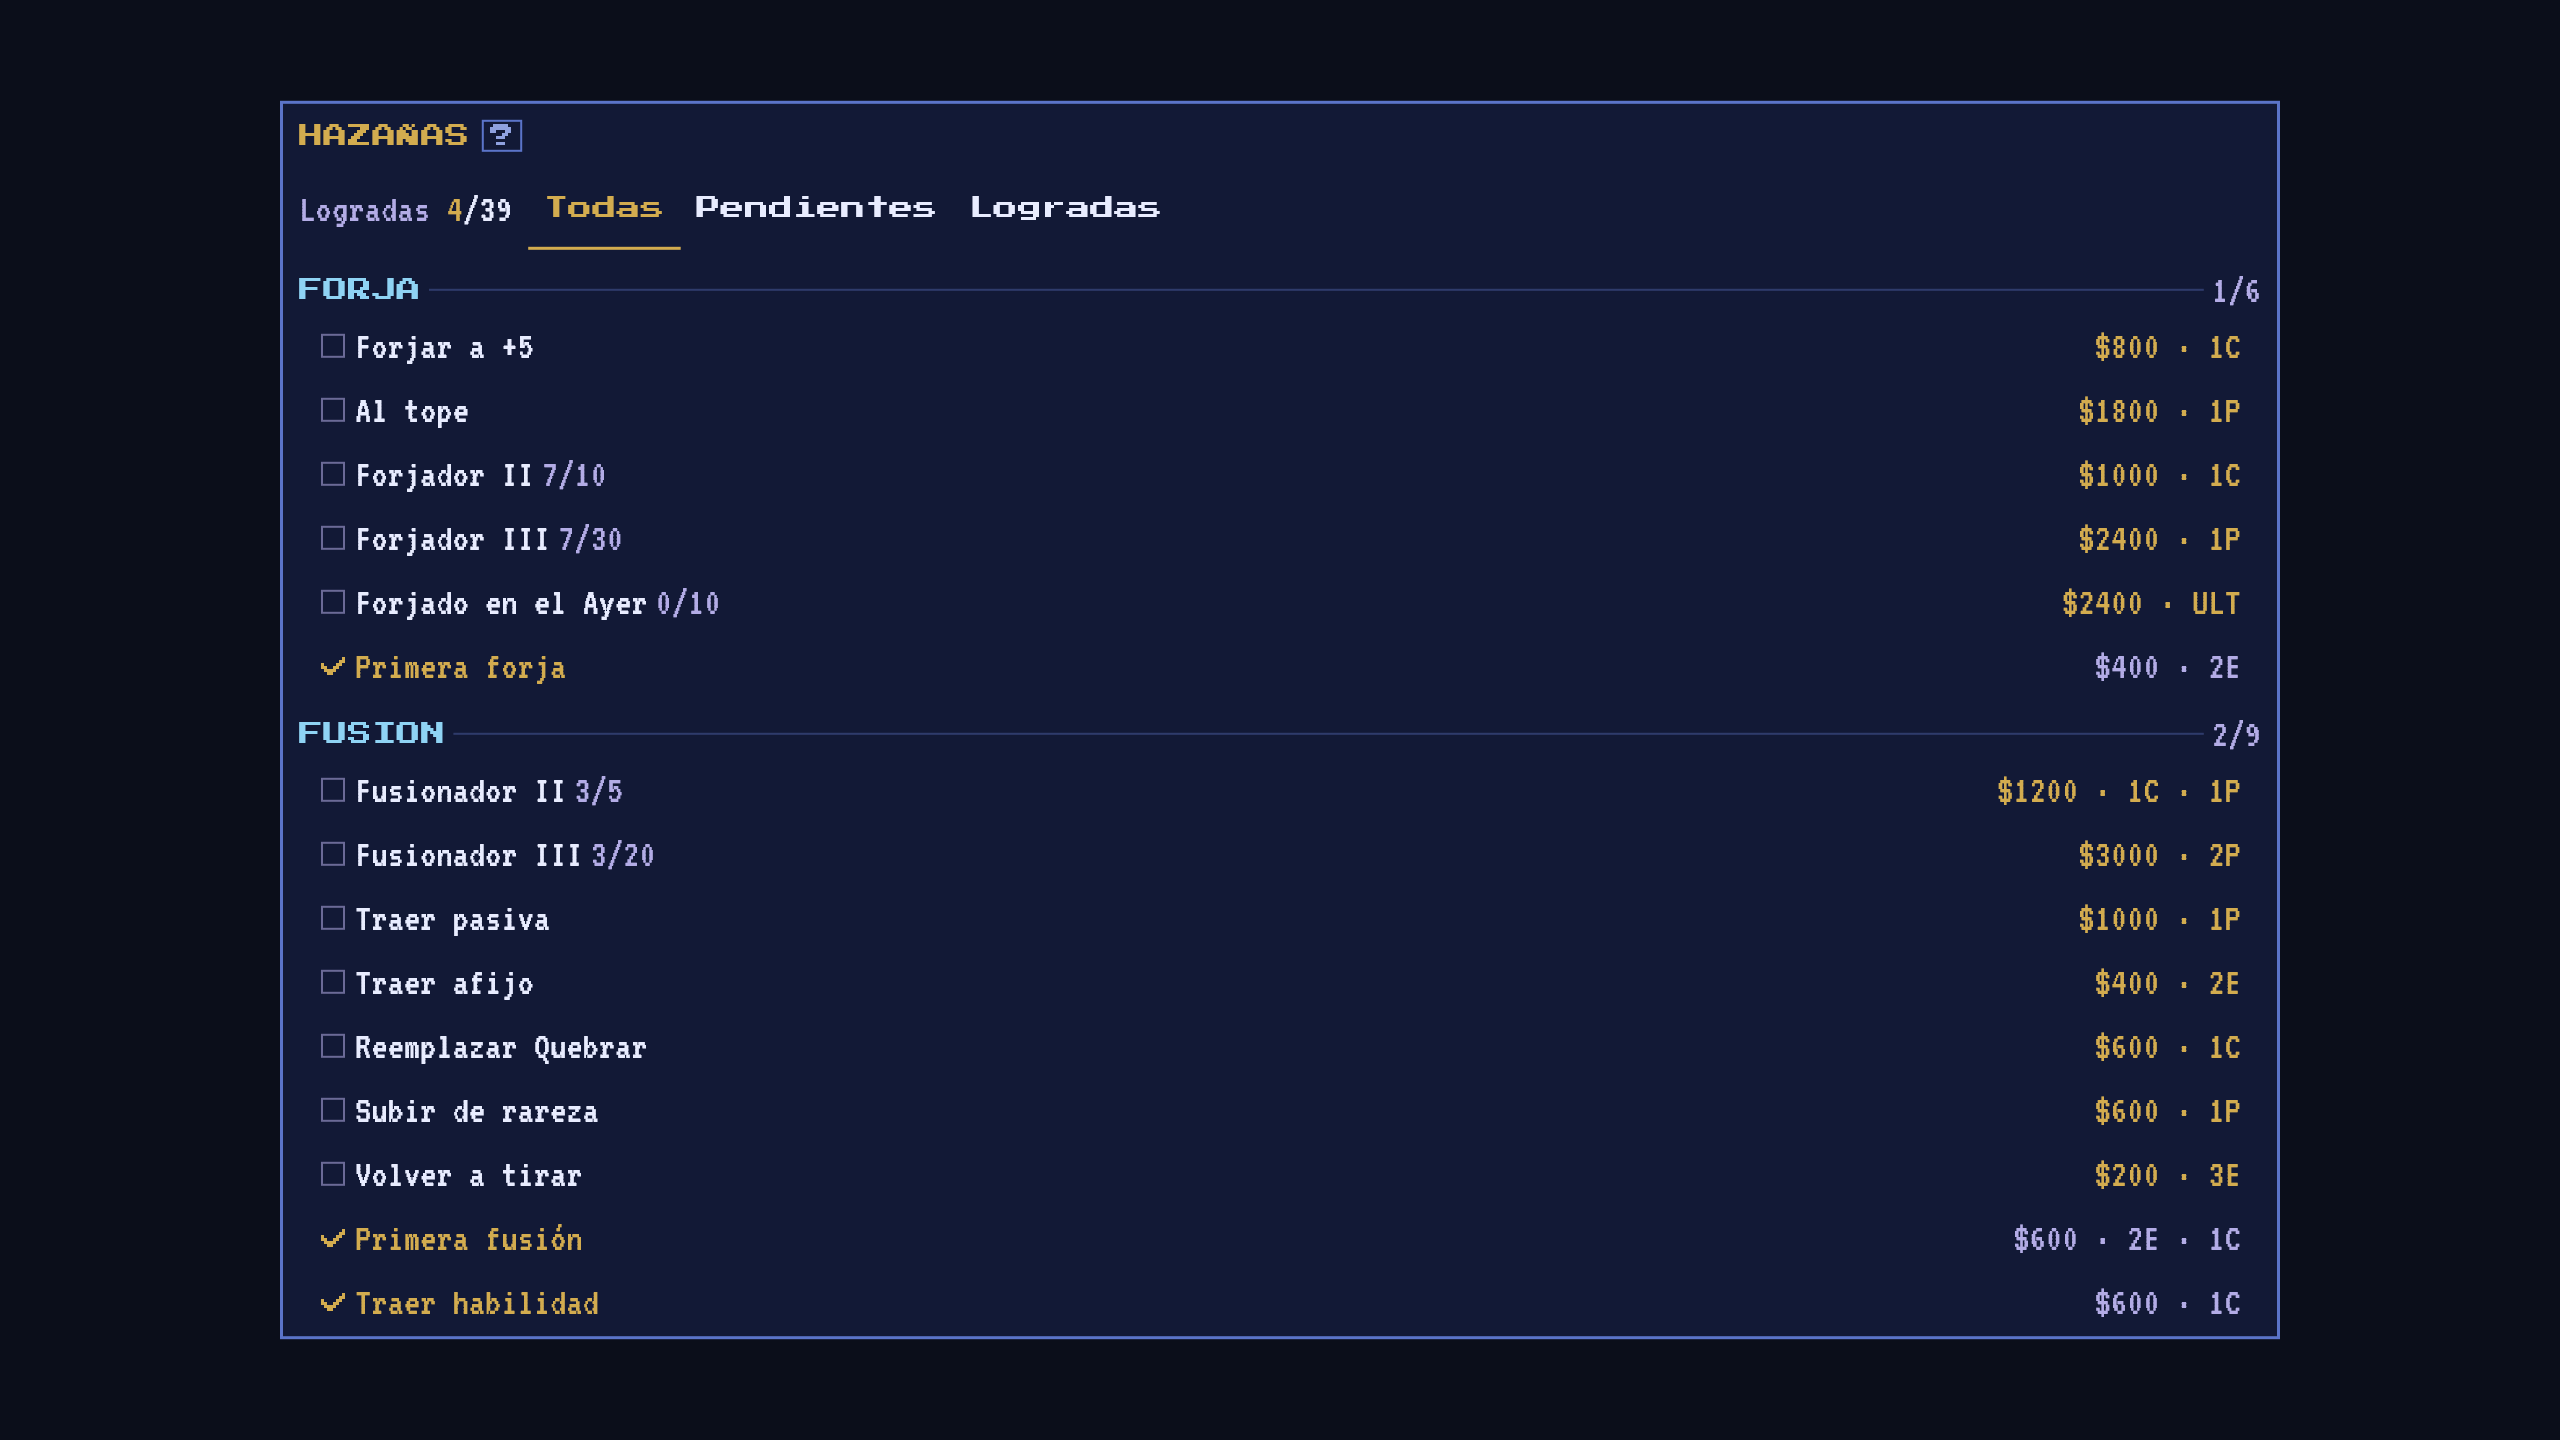 HAZAÑAS ?
Logradas 4/39 Todas Pendientes Logradas
FORJA 1/6
Forjar a +5 $800 · 1C
Al tope $1800 · 1P
Forjador II 7/10 $1000 · 1C
Forjador III 7/30 $2400 · 1P
Forjado en el Ayer 0/10 $2400 · ULT
Primera forja $400 · 2E
FUSION 2/9
Fusionador II 3/5 $1200 · 1C · 1P
Fusionador III 3/20 $3000 · 2P
Traer pasiva $1000 · 1P
Traer afijo $400 · 2E
Reemplazar Quebrar $600 · 1C
Subir de rareza $600 · 1P
Volver a tirar $200 · 3E
Primera fusión $600 · 2E · 1C
Traer habilidad $600 · 1C